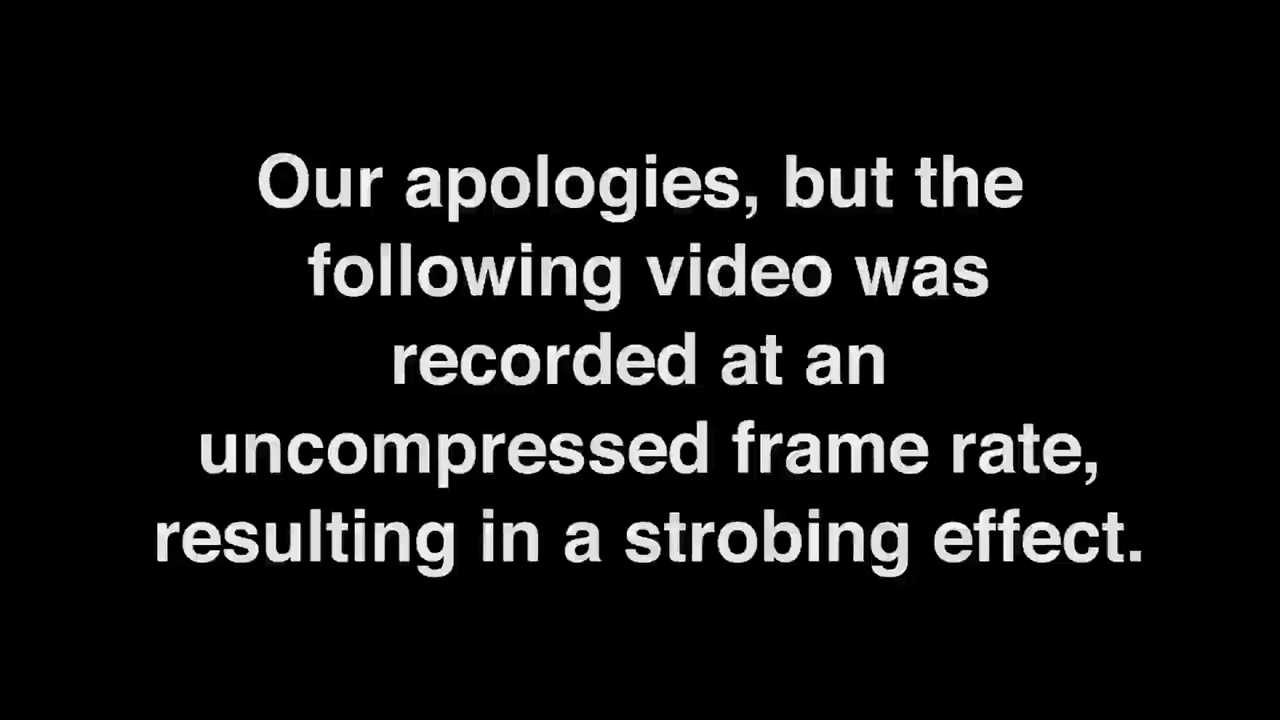 Our apologies, but the
following video was
recorded at an
uncompressed frame rate,
resulting in a strobing effect.